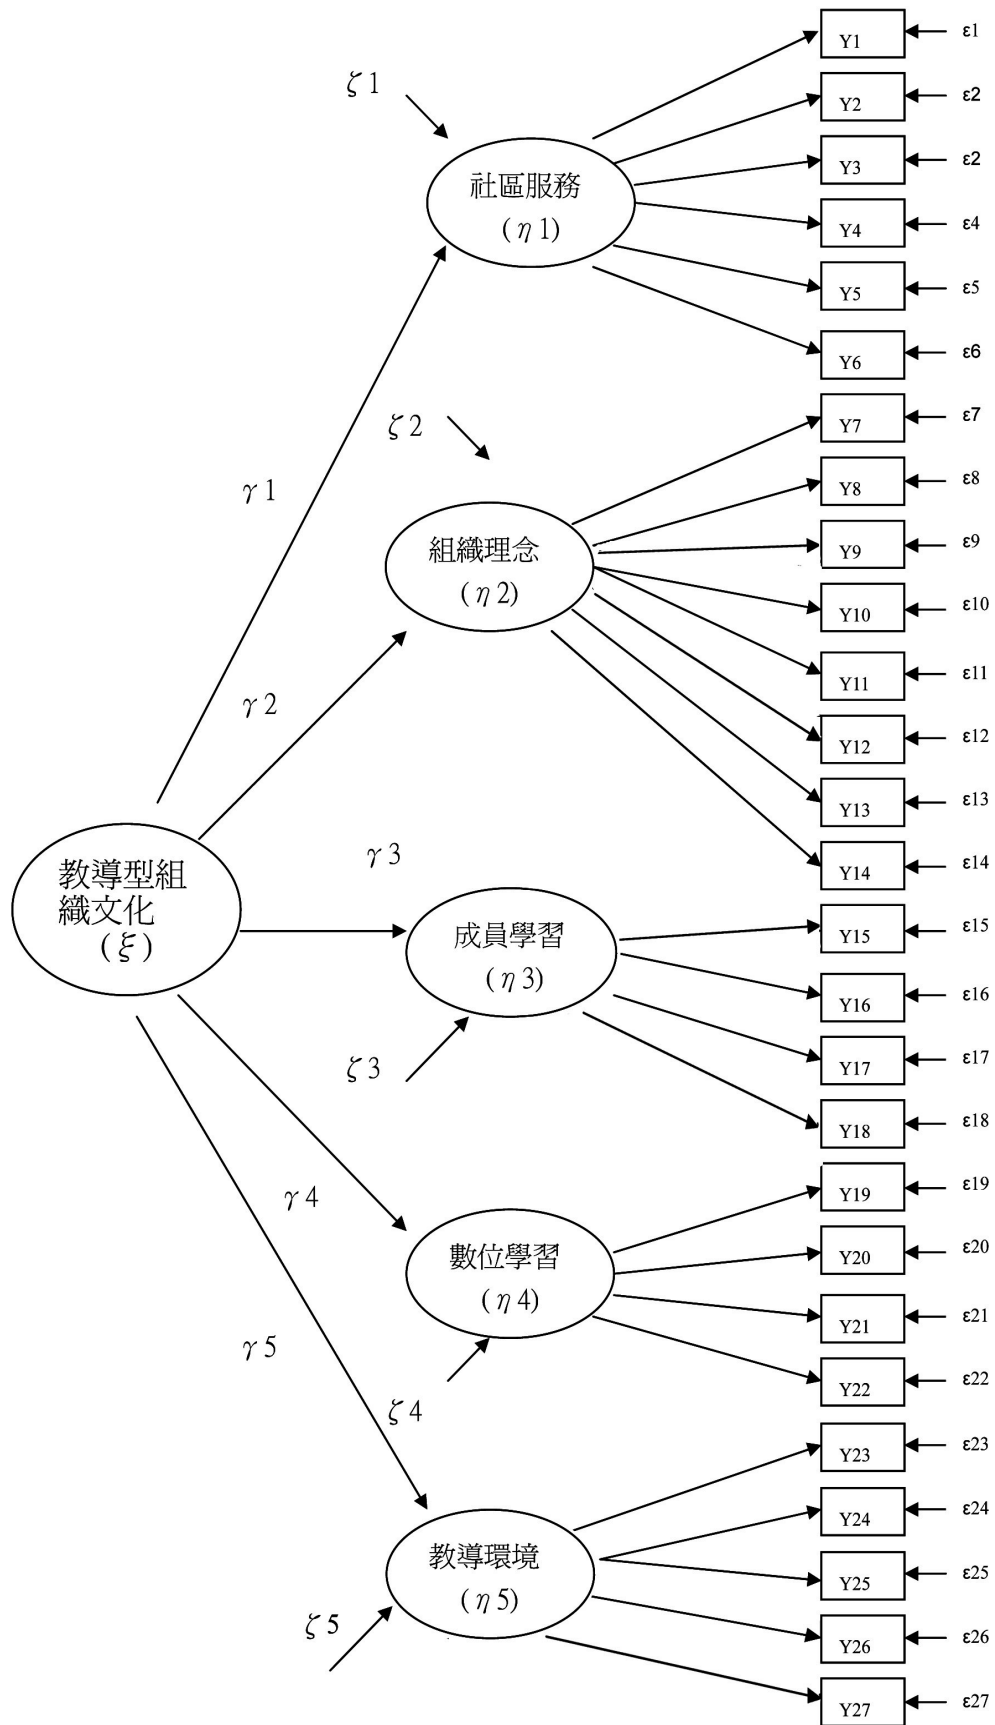 Y1 ε1
ζ1
Y2 ε2
Y3 ε2
社區服務
(η1)
Y4 ε4
Y5 ε5
Y6 ε6
Y7 ε7
ζ2
Y8 ε8
γ1
Y9 ε9
組織理念
(η2)
Y10 ε10
Y11 ε11
γ2
Y12 ε12
Y13 ε13
γ3
Y14 ε14
教導型組
織文化
(ξ)
Y15 ε15
成員學習
(η3)
Y16 ε16
ζ3
Y17 ε17
Y18 ε18
γ4
Y19 ε19
數位學習
(η4)
Y20 ε20
Y21 ε21
γ5
Y22 ε22
ζ4
Y23 ε23
Y24 ε24
教導環境
(η5)
Y25 ε25
ζ5
Y26 ε26
Y27 ε27